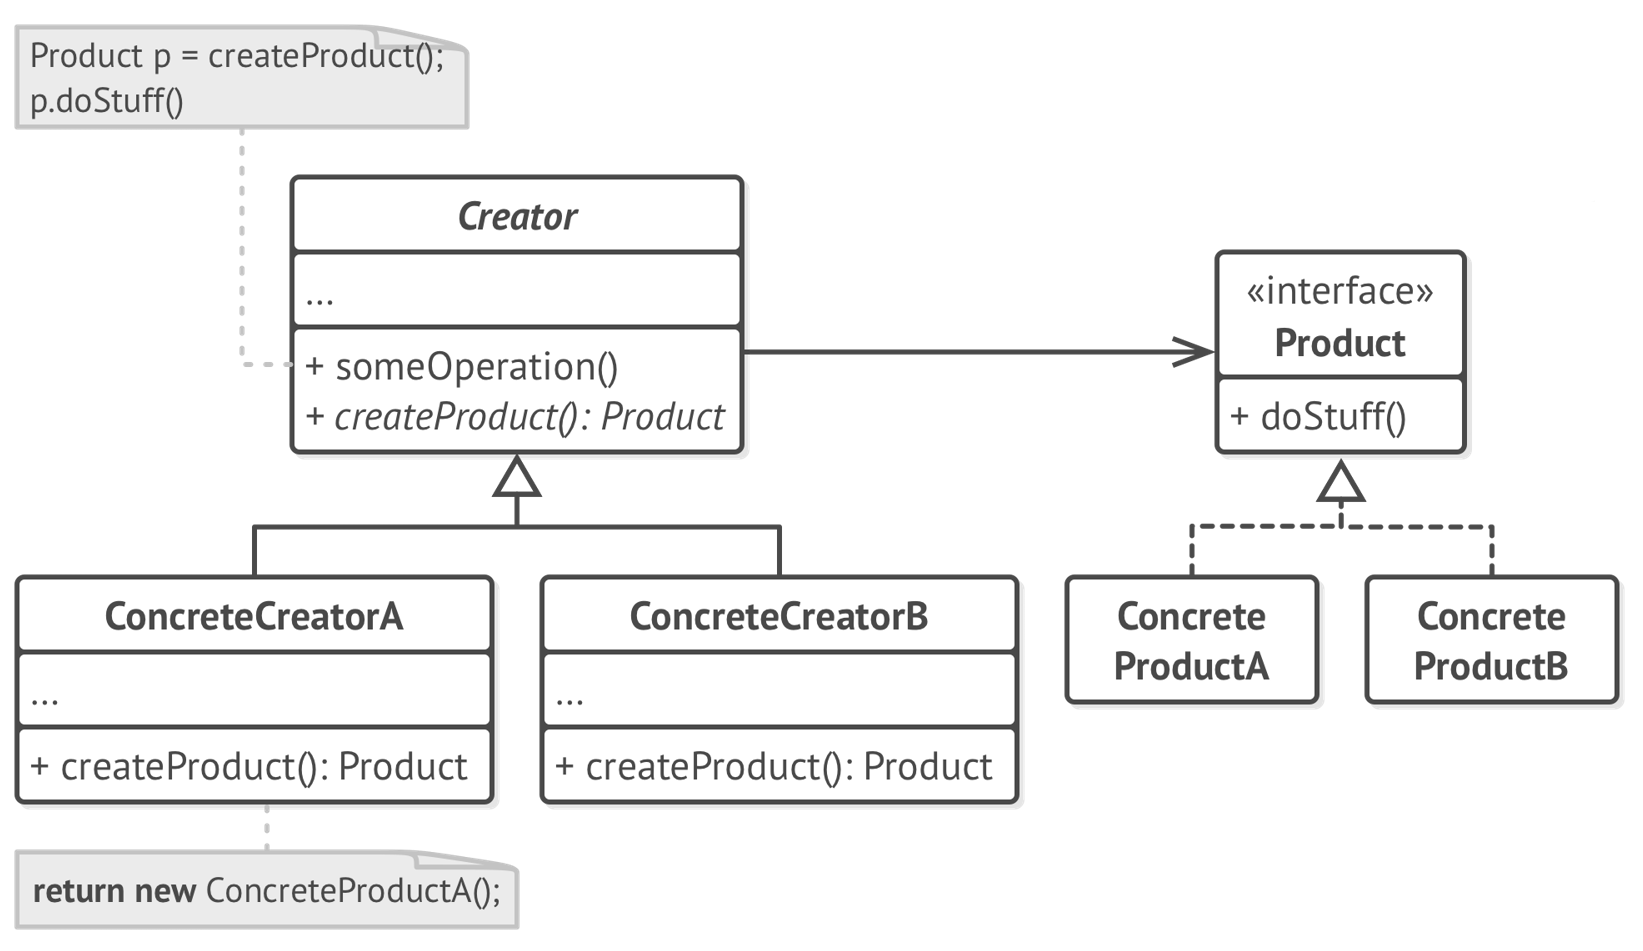 Product p = createProduct();
p.doStuff()
Creator
...
+ someOperation()
+ createProduct(): Product
«interface»
Product
+ doStuff()
ConcreteCreatorA
...
+ createProduct(): Product
ConcreteCreatorB
...
+ createProduct(): Product
Concrete
ProductA
Concrete
ProductB
return new ConcreteProductA();